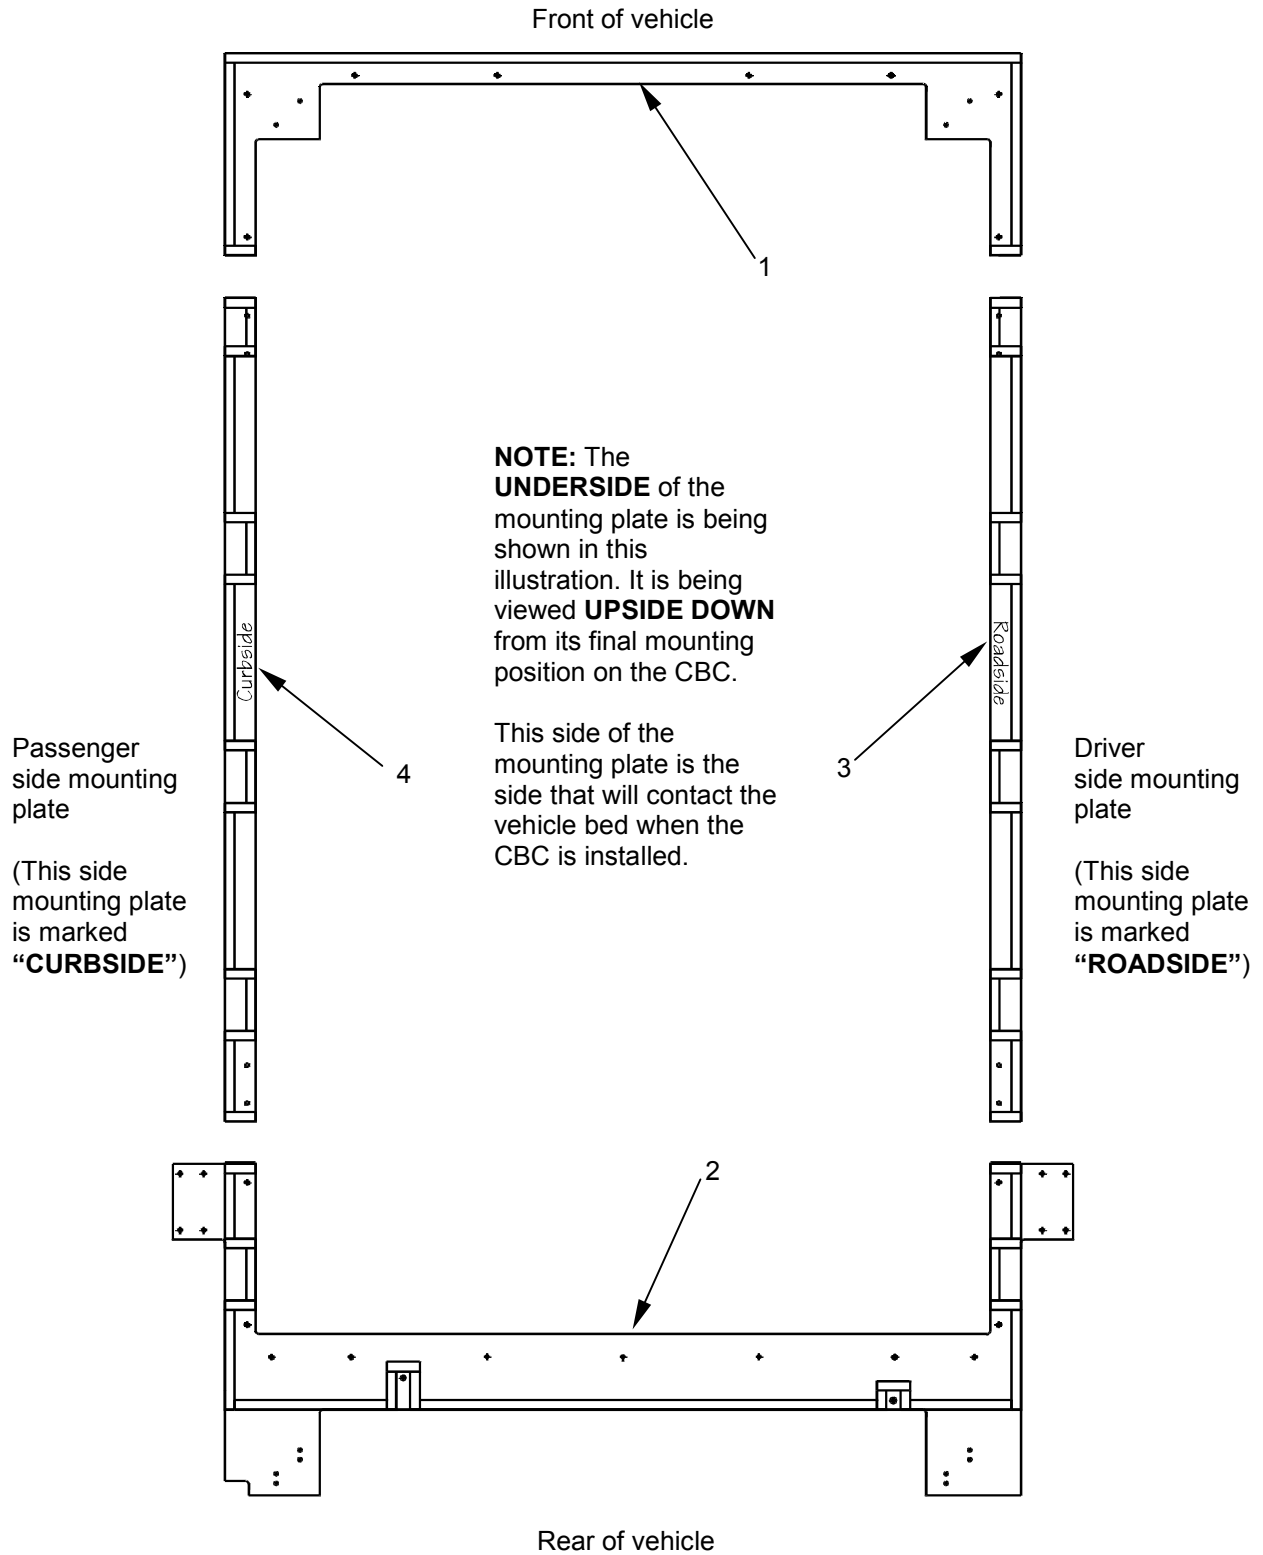 Front of vehicle
1
NOTE: The
UNDERSIDE of the
mounting plate is being
shown in this
illustration. It is being
viewed UPSIDE DOWN
from its final mounting
position on the CBC.
This side of the
mounting plate is the
side that will contact the
vehicle bed when the
CBC is installed.
Curbside
Roadside
4
3
Passenger
side mounting
plate
(This side
mounting plate
is marked
“CURBSIDE”)
Driver
side mounting
plate
(This side
mounting plate
is marked
“ROADSIDE”)
2
Rear of vehicle